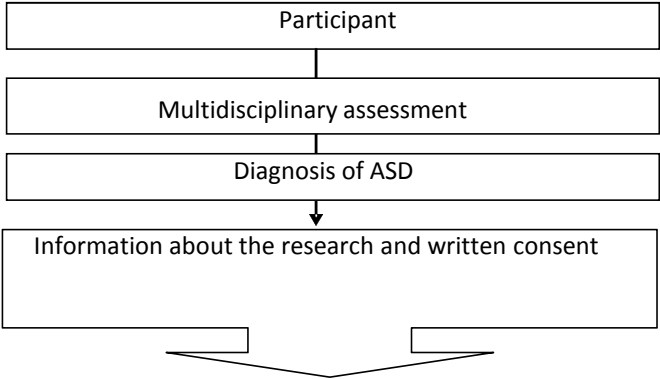 Participant
Multidisciplinary assessment
Diagnosis of ASD
Information about the research and written consent